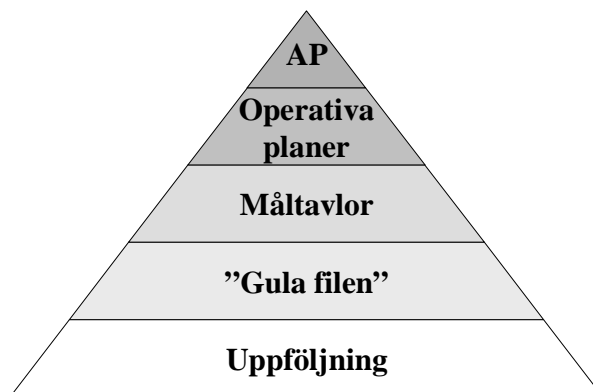 AP
Operativa
planer
Måltavlor
”Gula filen”
Uppföljning